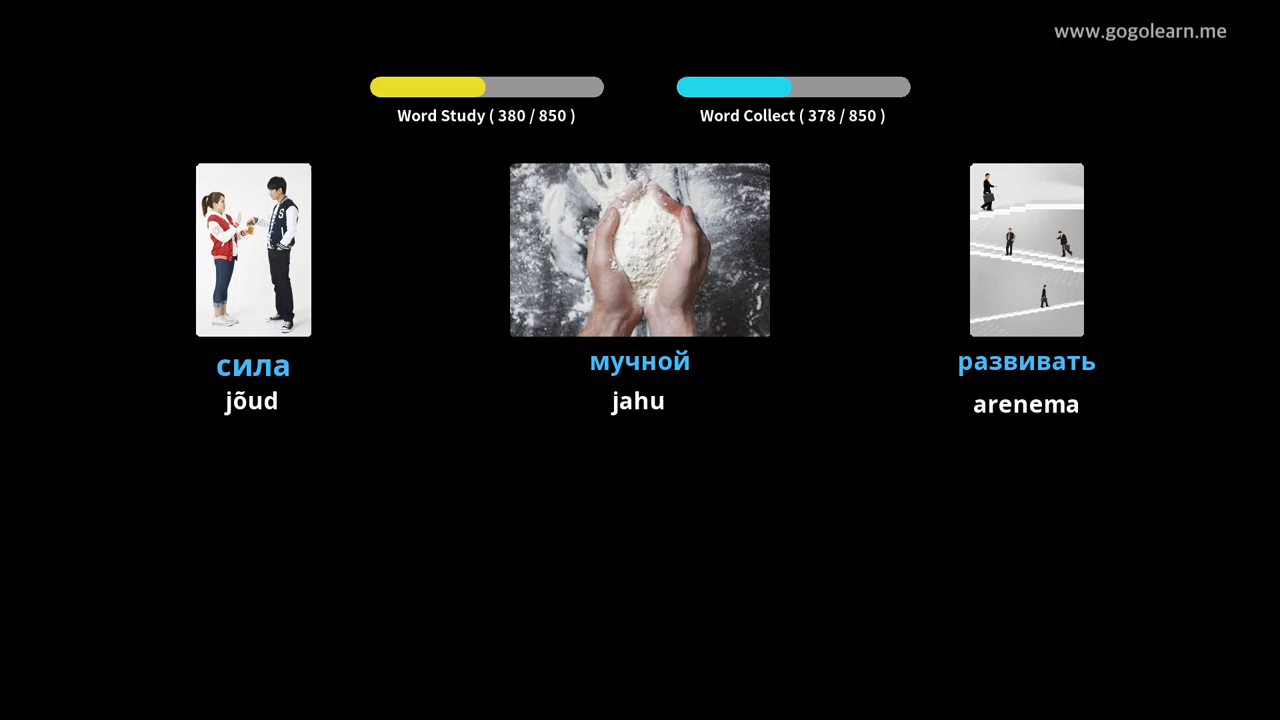 www.gogolearn.me
Word Study ( 380 / 850 )
Word Collect ( 378 / 850 )
сила
jõud
мучной
jahu
развивать
arenema